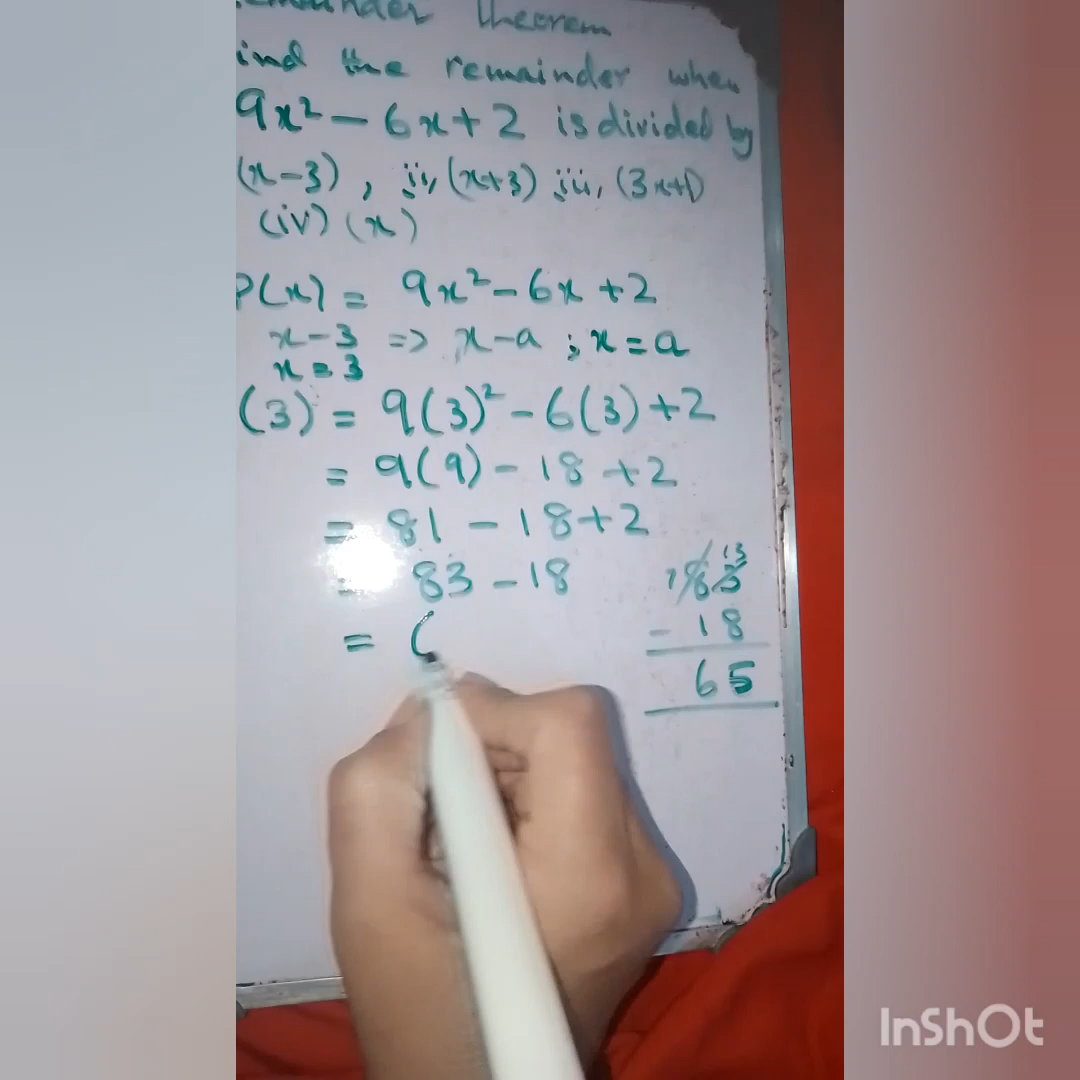 theorem
the remainder when
9x² - 6x + 2 is divided by
(x-3) , ii, (x+3) iii, (3x+1)
(iv) (x)
P(x) = 9x² - 6x + 2
x-3 => x-a ; x = a
x = 3
(3) = 9(3)² - 6(3) + 2
= 9(9) - 18 + 2
= 81 - 18 + 2
= 83 - 18
= 6
7 13
83
- 18
65
InShOt